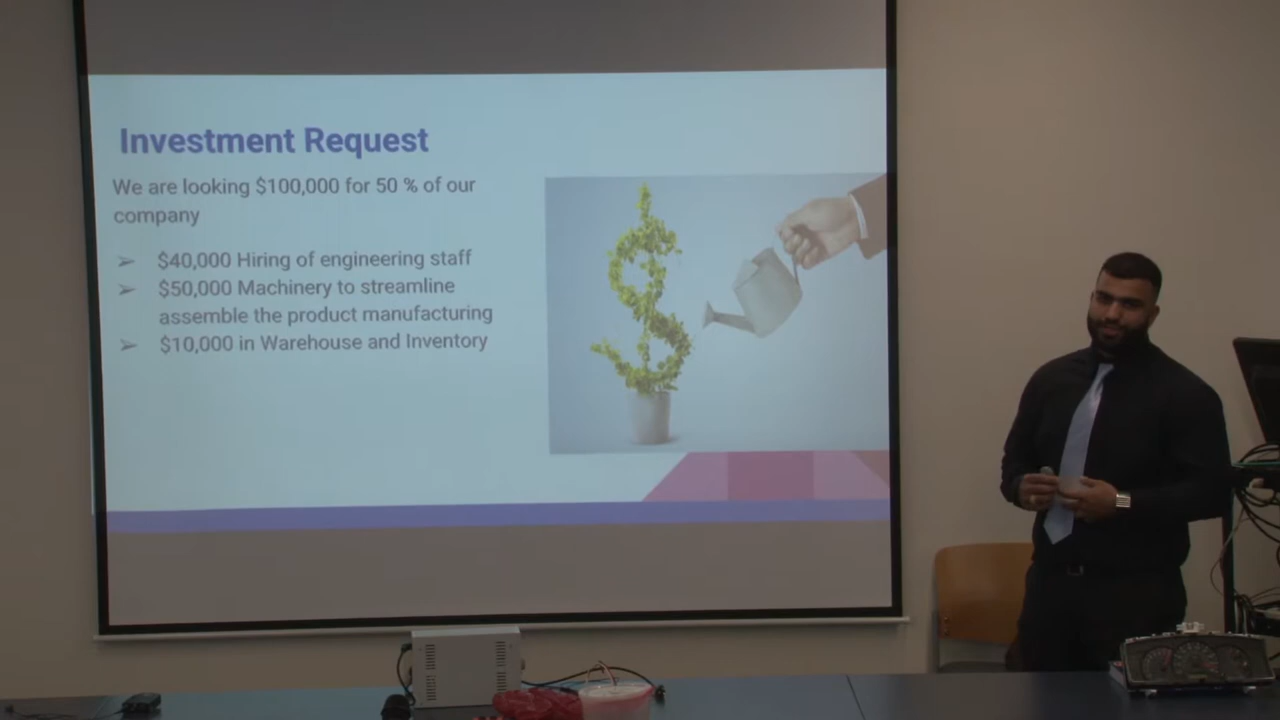 Investment Request
We are looking $100,000 for 50 % of our
company
➢ $40,000 Hiring of engineering staff
➢ $50,000 Machinery to streamline
assemble the product manufacturing
➢ $10,000 in Warehouse and Inventory